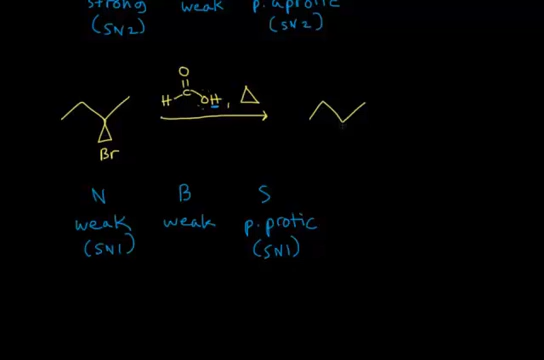 strong weak p. aprotic
(SN2) (SN2)
O
H C OH, △
Br
N B S
weak weak p. protic
(SN1) (SN1)